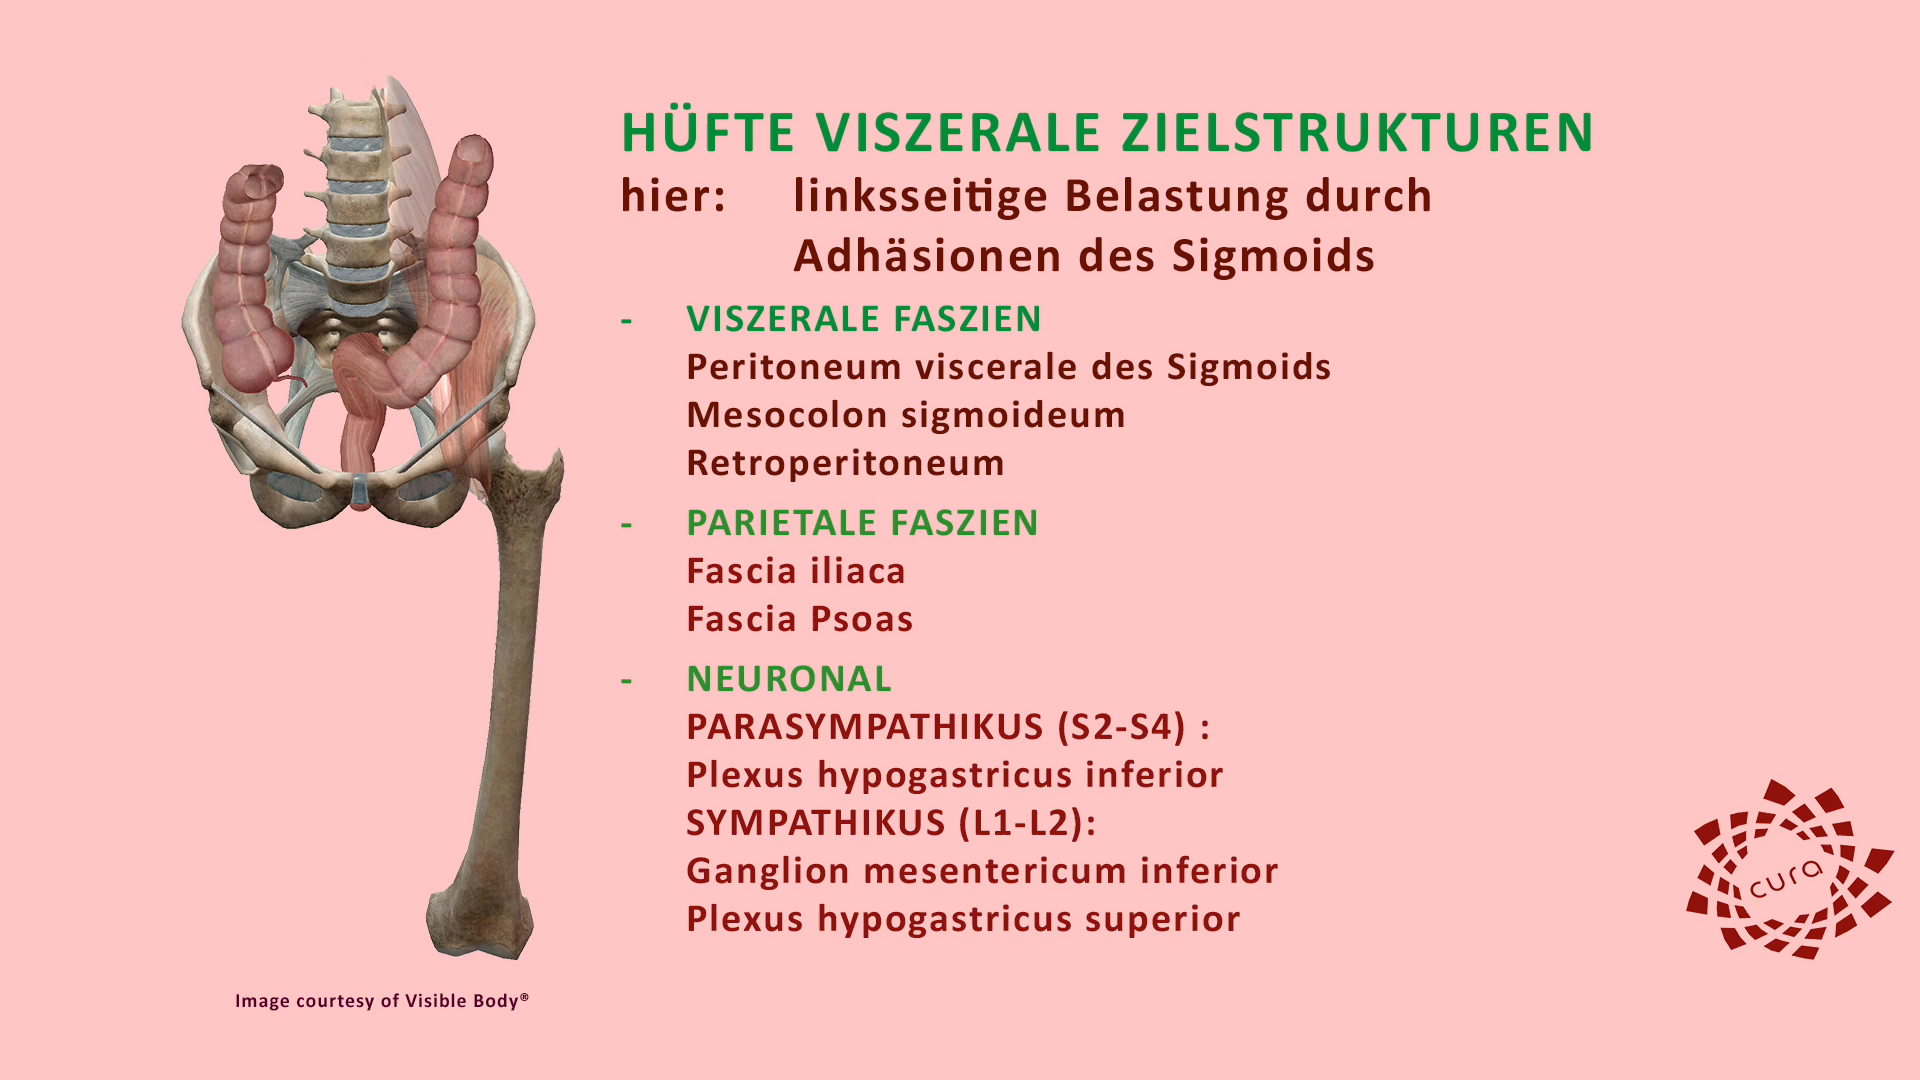 HÜFTE VISZERALE ZIELSTRUKTUREN
hier: linksseitige Belastung durch
Adhäsionen des Sigmoids
- VISZERALE FASZIEN
Peritoneum viscerale des Sigmoids
Mesocolon sigmoideum
Retroperitoneum
- PARIETALE FASZIEN
Fascia iliaca
Fascia Psoas
- NEURONAL
PARASYMPATHIKUS (S2-S4) :
Plexus hypogastricus inferior
SYMPATHIKUS (L1-L2):
Ganglion mesentericum inferior
Plexus hypogastricus superior
cura
Image courtesy of Visible Body®